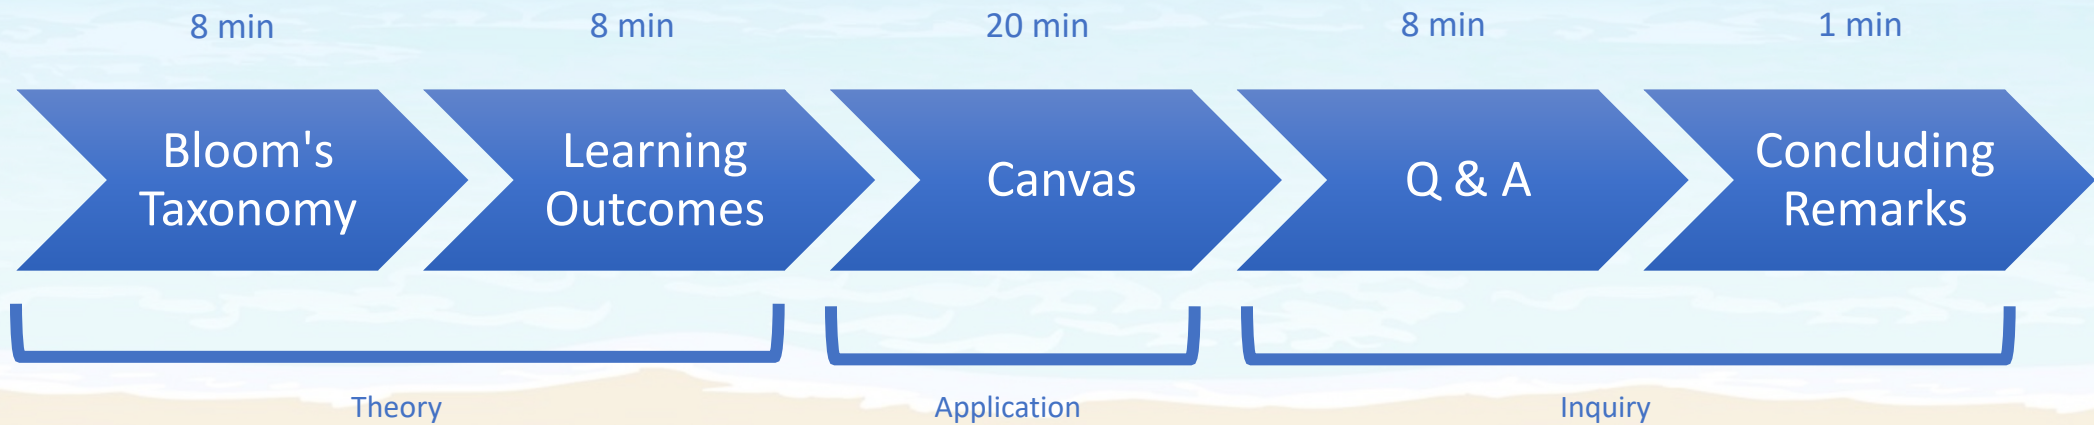 8 min
8 min
20 min
8 min
1 min
Bloom's
Taxonomy
Learning
Outcomes
Canvas
Q & A
Concluding
Remarks
Theory
Application
Inquiry